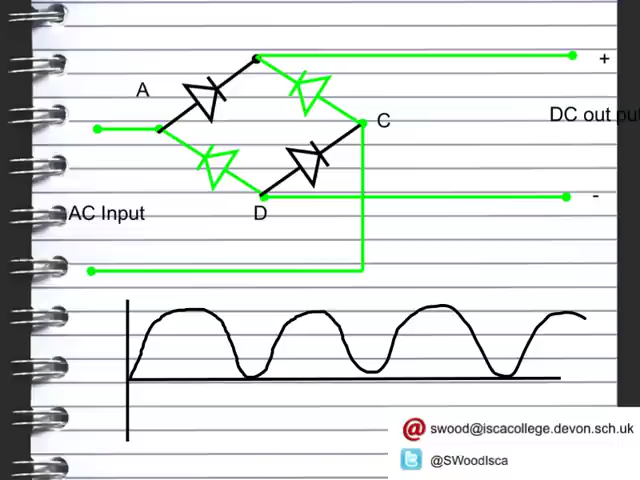 +
A
DC out put
C
-
AC Input
D
swood@iscacollege.devon.sch.uk
@SWoodIsca